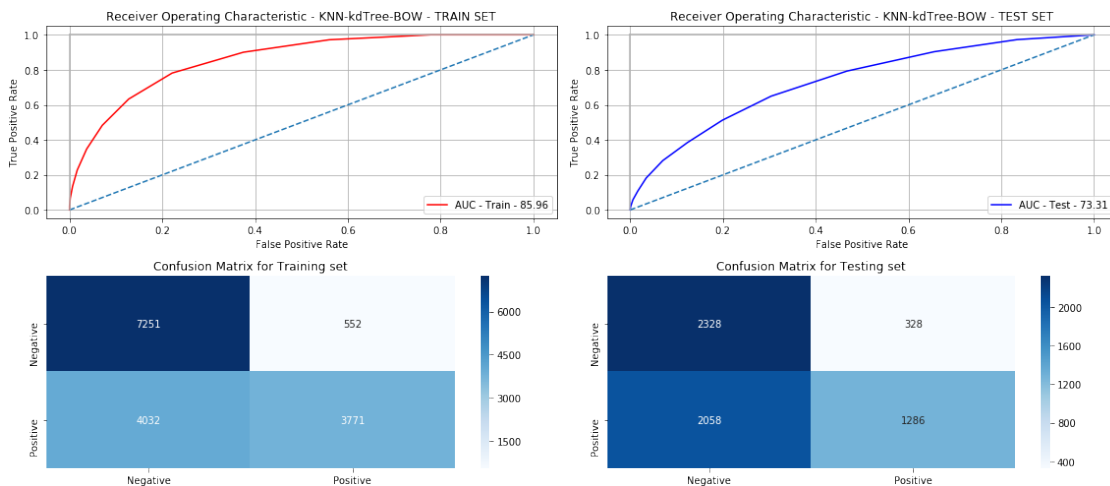 Receiver Operating Characteristic - KNN-kdTree-BOW - TRAIN SET
1.0
0.8
0.6
0.4
0.2
0.0
True Positive Rate
0.0 0.2 0.4 0.6 0.8 1.0
False Positive Rate
AUC - Train - 85.96
Receiver Operating Characteristic - KNN-kdTree-BOW - TEST SET
1.0
0.8
0.6
0.4
0.2
0.0
True Positive Rate
0.0 0.2 0.4 0.6 0.8 1.0
False Positive Rate
AUC - Test - 73.31
Confusion Matrix for Training set
Negative
7251 552
Positive
4032 3771
Negative Positive
6000
4500
3000
1500
Confusion Matrix for Testing set
Negative
2328 328
Positive
2058 1286
Negative Positive
2000
1600
1200
800
400